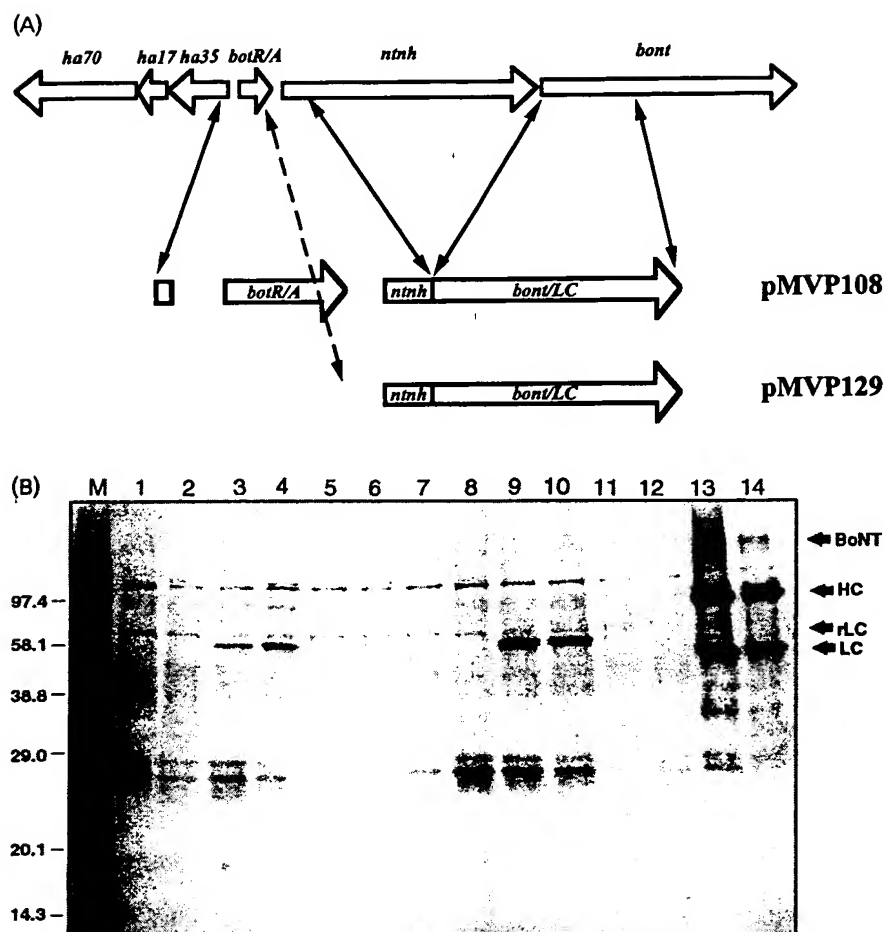 (A)
ha70 ha17 ha35 botR/A ntnh bont
botR/A ntnh bont/LC pMVP108
ntnh bont/LC pMVP129
(B) M 1 2 3 4 5 6 7 8 9 10 11 12 13 14
BoNT
97.4 HC
rLC
58.1 LC
38.8
29.0
20.1
14.3